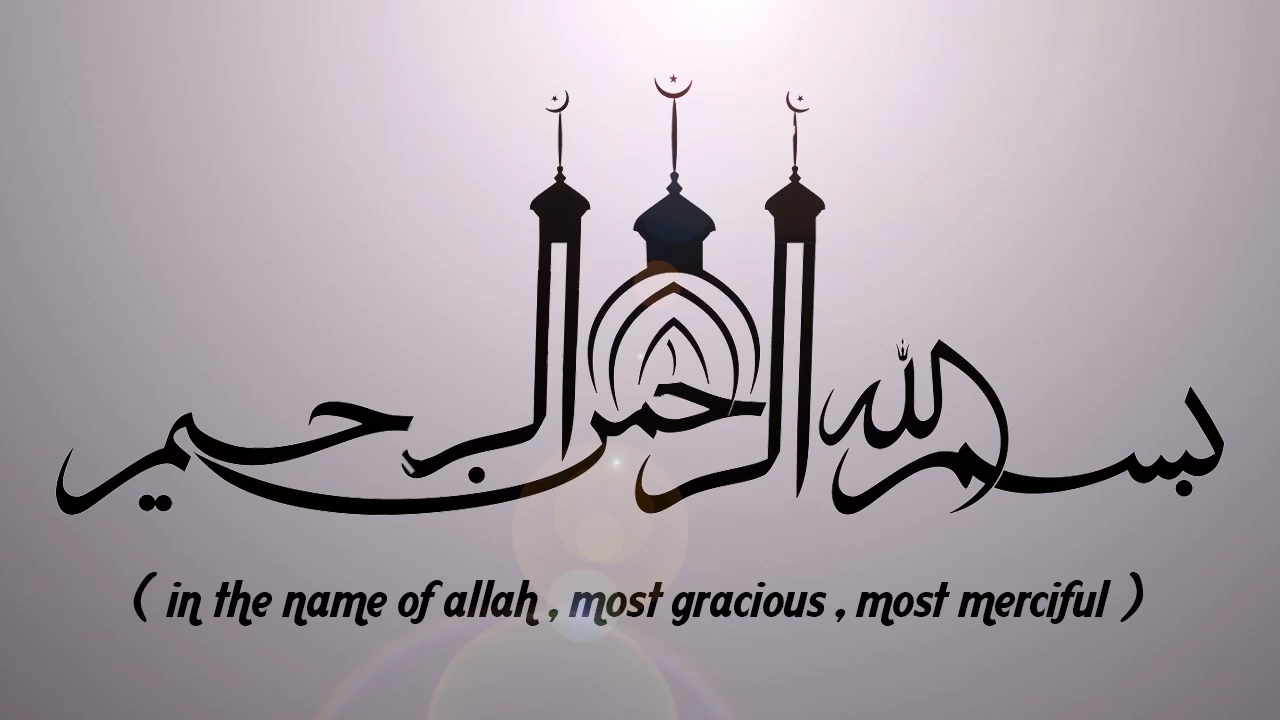 بسم الله الرحمن الرحيم
( in the name of allah , most gracious , most merciful )